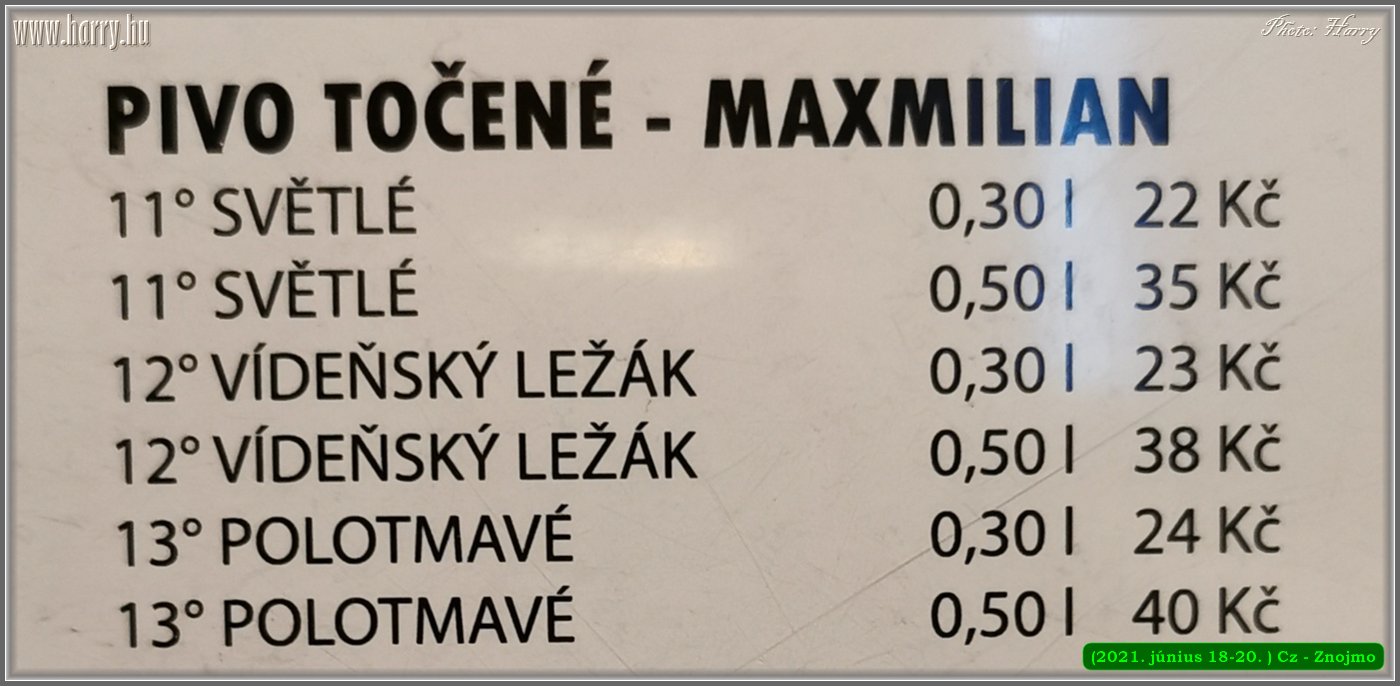 www.harry.hu
Photo: Harry
PIVO TOČENÉ - MAXMILIAN
11° SVĚTLÉ 0,30 l 22 Kč
11° SVĚTLÉ 0,50 l 35 Kč
12° VÍDEŇSKÝ LEŽÁK 0,30 l 23 Kč
12° VÍDEŇSKÝ LEŽÁK 0,50 l 38 Kč
13° POLOTMAVÉ 0,30 l 24 Kč
13° POLOTMAVÉ 0,50 l 40 Kč
(2021. június 18-20. ) Cz - Znojmo